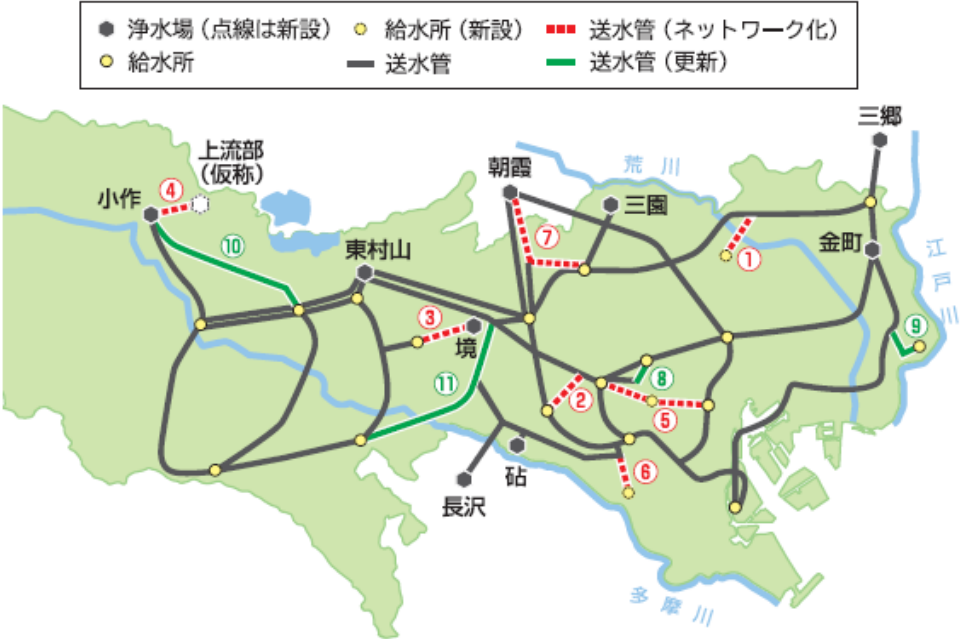 浄水場（点線は新設）
給水所（新設）
送水管（ネットワーク化）
給水所
送水管
送水管（更新）
三郷
上流部
（仮称）
朝霞
荒川
小作
④
三園
⑩
東村山
⑦
①
金町
江戸川
③
境
⑨
⑪
②
⑧
⑤
砧
⑥
長沢
多摩川